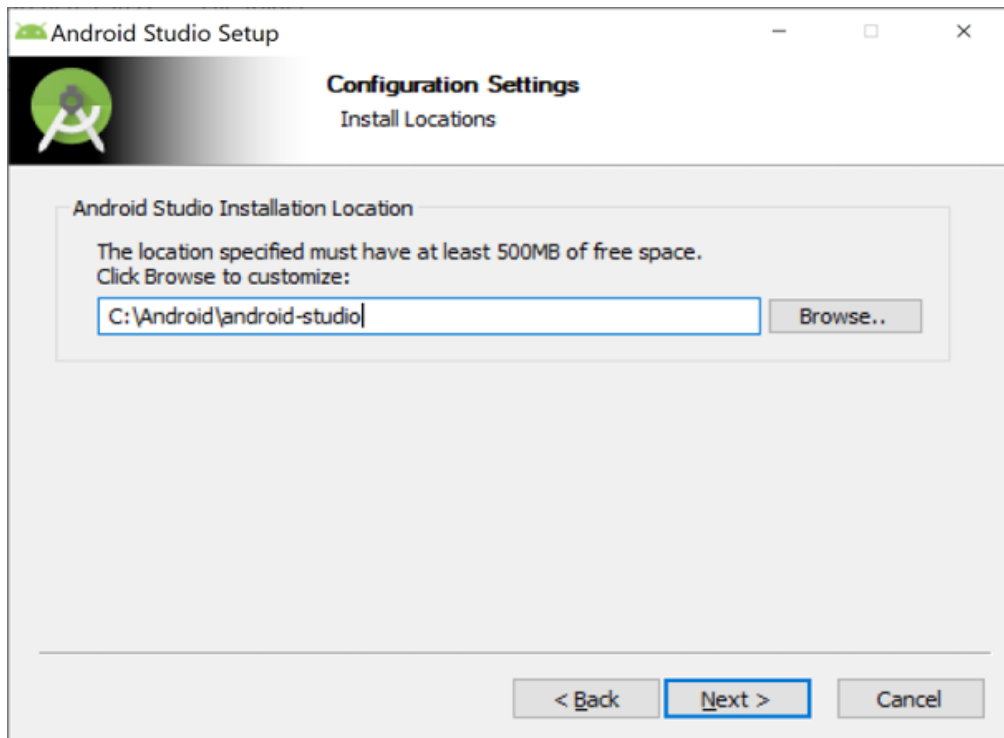 Android Studio Setup
Configuration Settings
Install Locations
Android Studio Installation Location
The location specified must have at least 500MB of free space.
Click Browse to customize:
C:\Android\android-studio
Browse..
< Back
Next >
Cancel